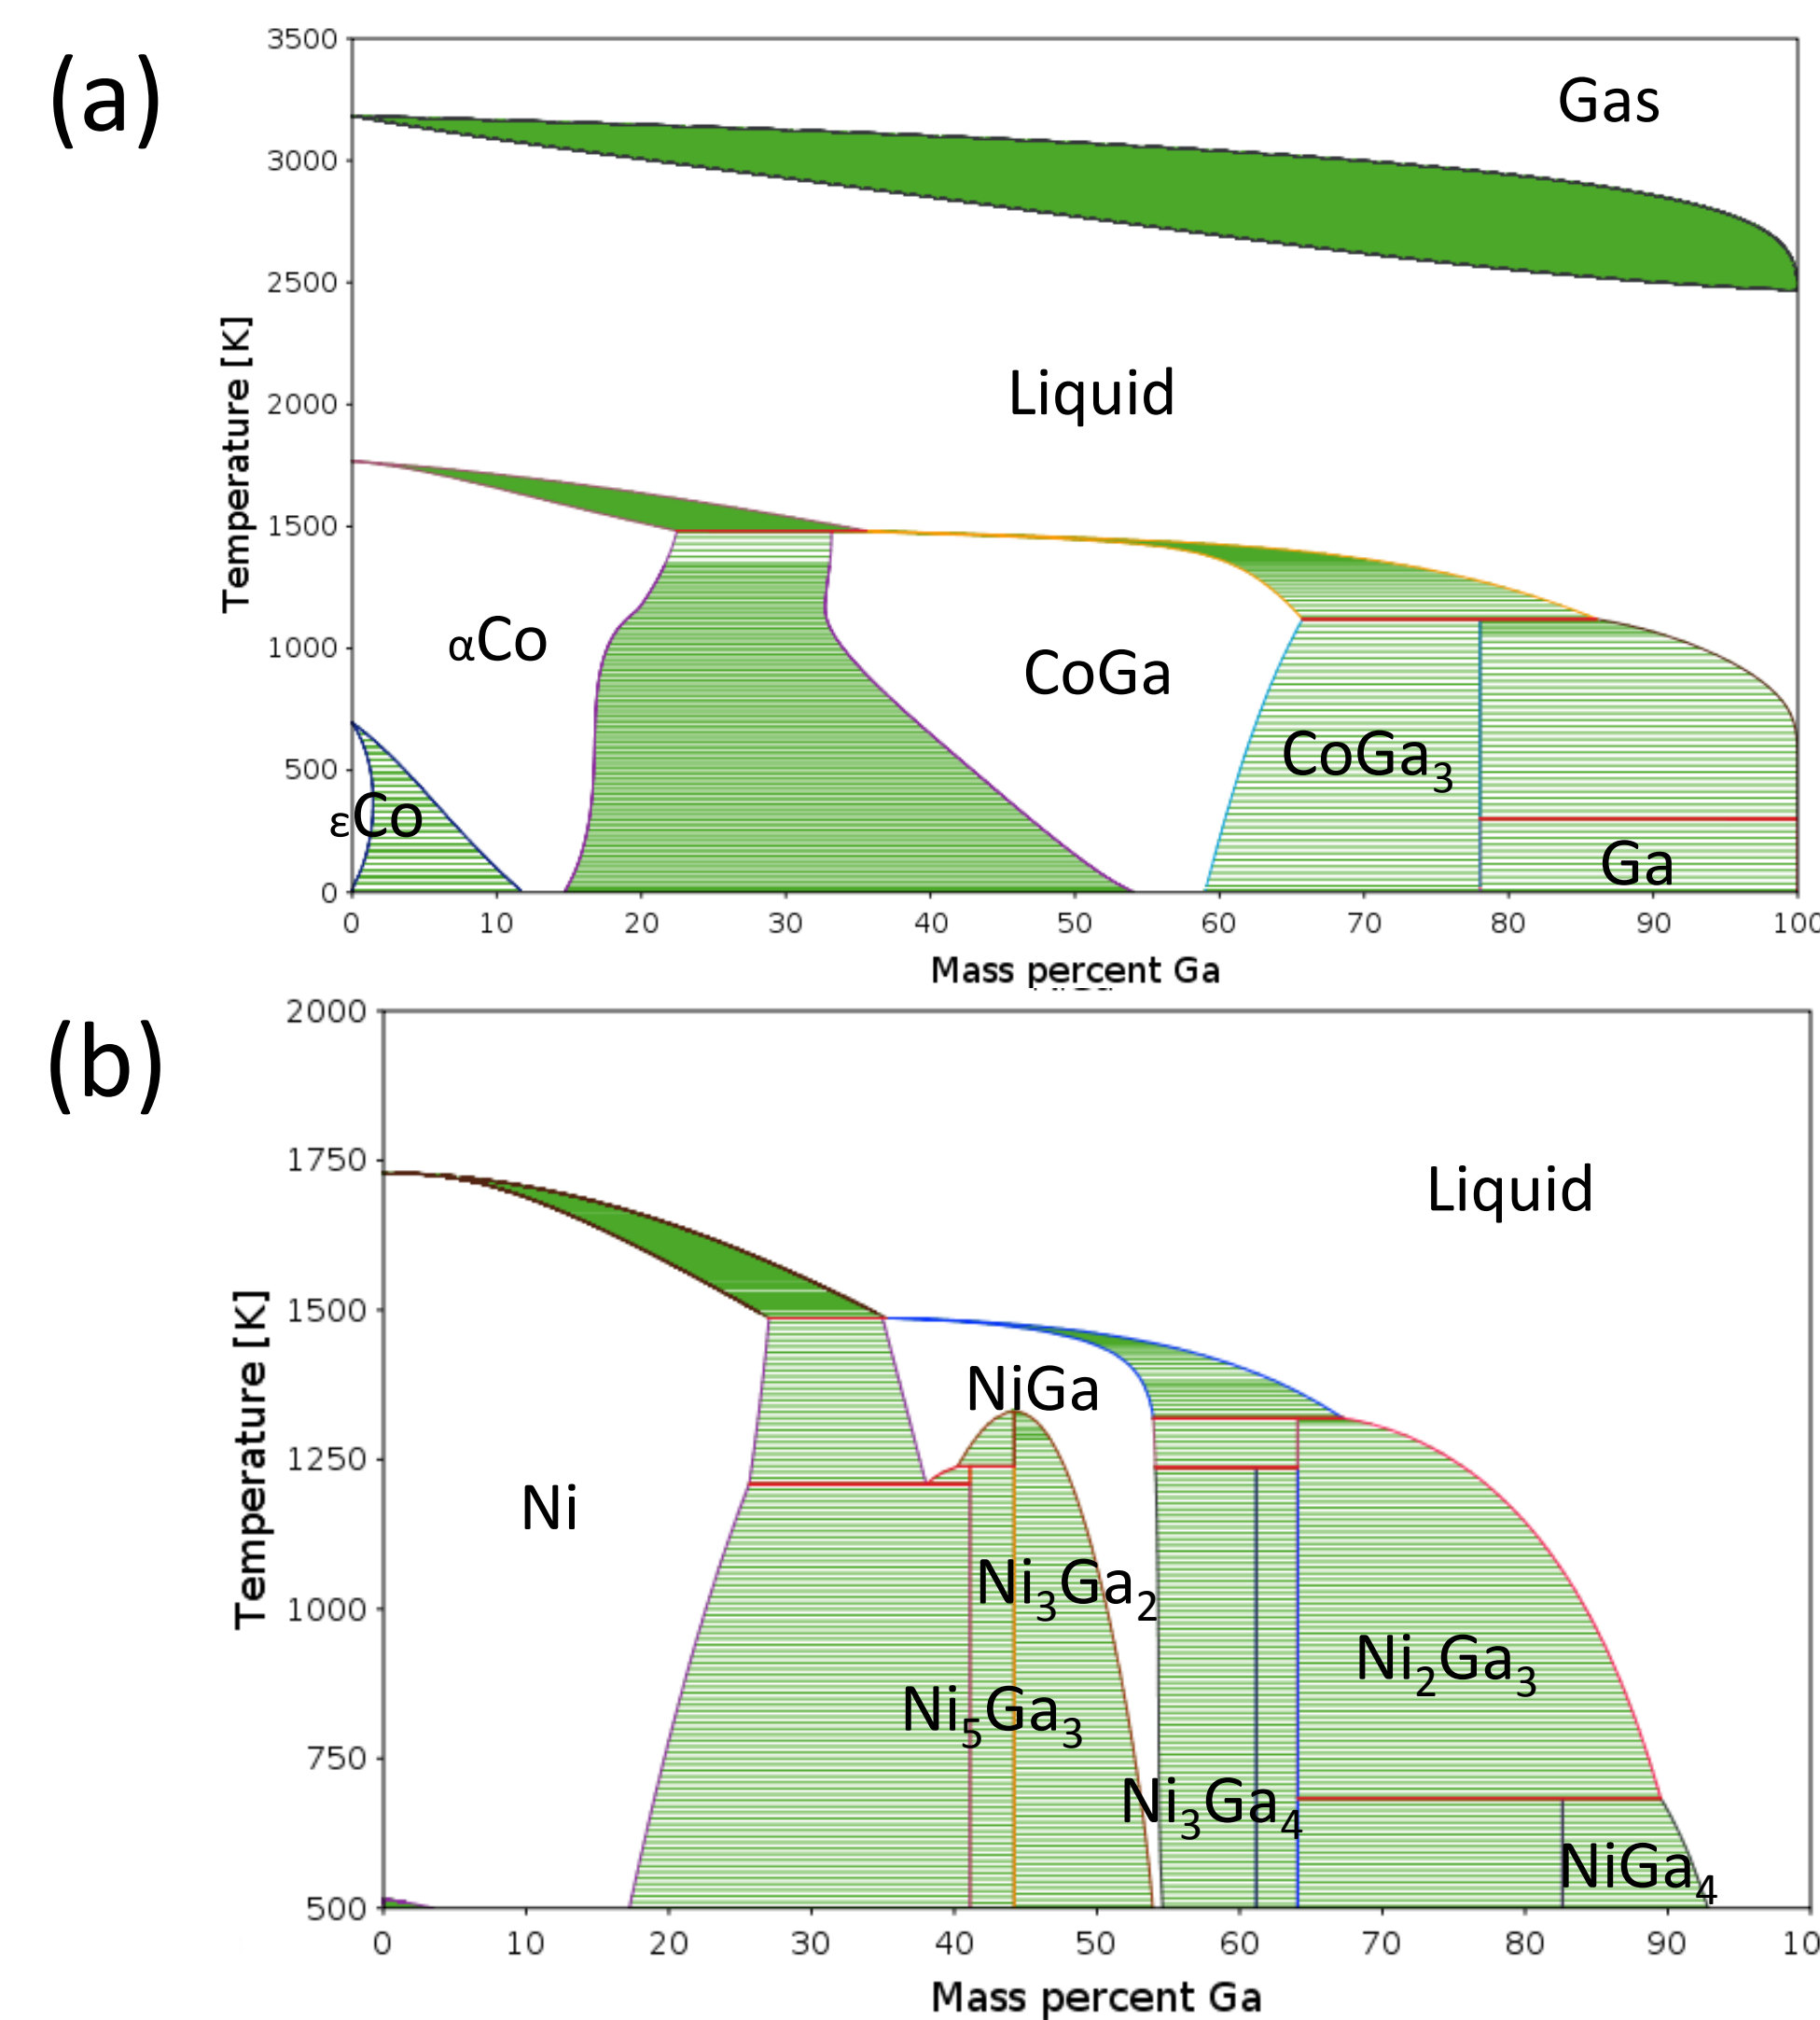 (a)
3500
3000
2500
2000
1500
1000
500
0
Temperature [K]
Gas
Liquid
αCo
CoGa
CoGa₃
εCo
Ga
0 10 20 30 40 50 60 70 80 90 100
Mass percent Ga
(b)
2000
1750
1500
1250
1000
750
500
Temperature [K]
Liquid
NiGa
Ni
Ni₃Ga₂
Ni₂Ga₃
Ni₅Ga₃
Ni₃Ga₄
NiGa₄
0 10 20 30 40 50 60 70 80 90 10
Mass percent Ga